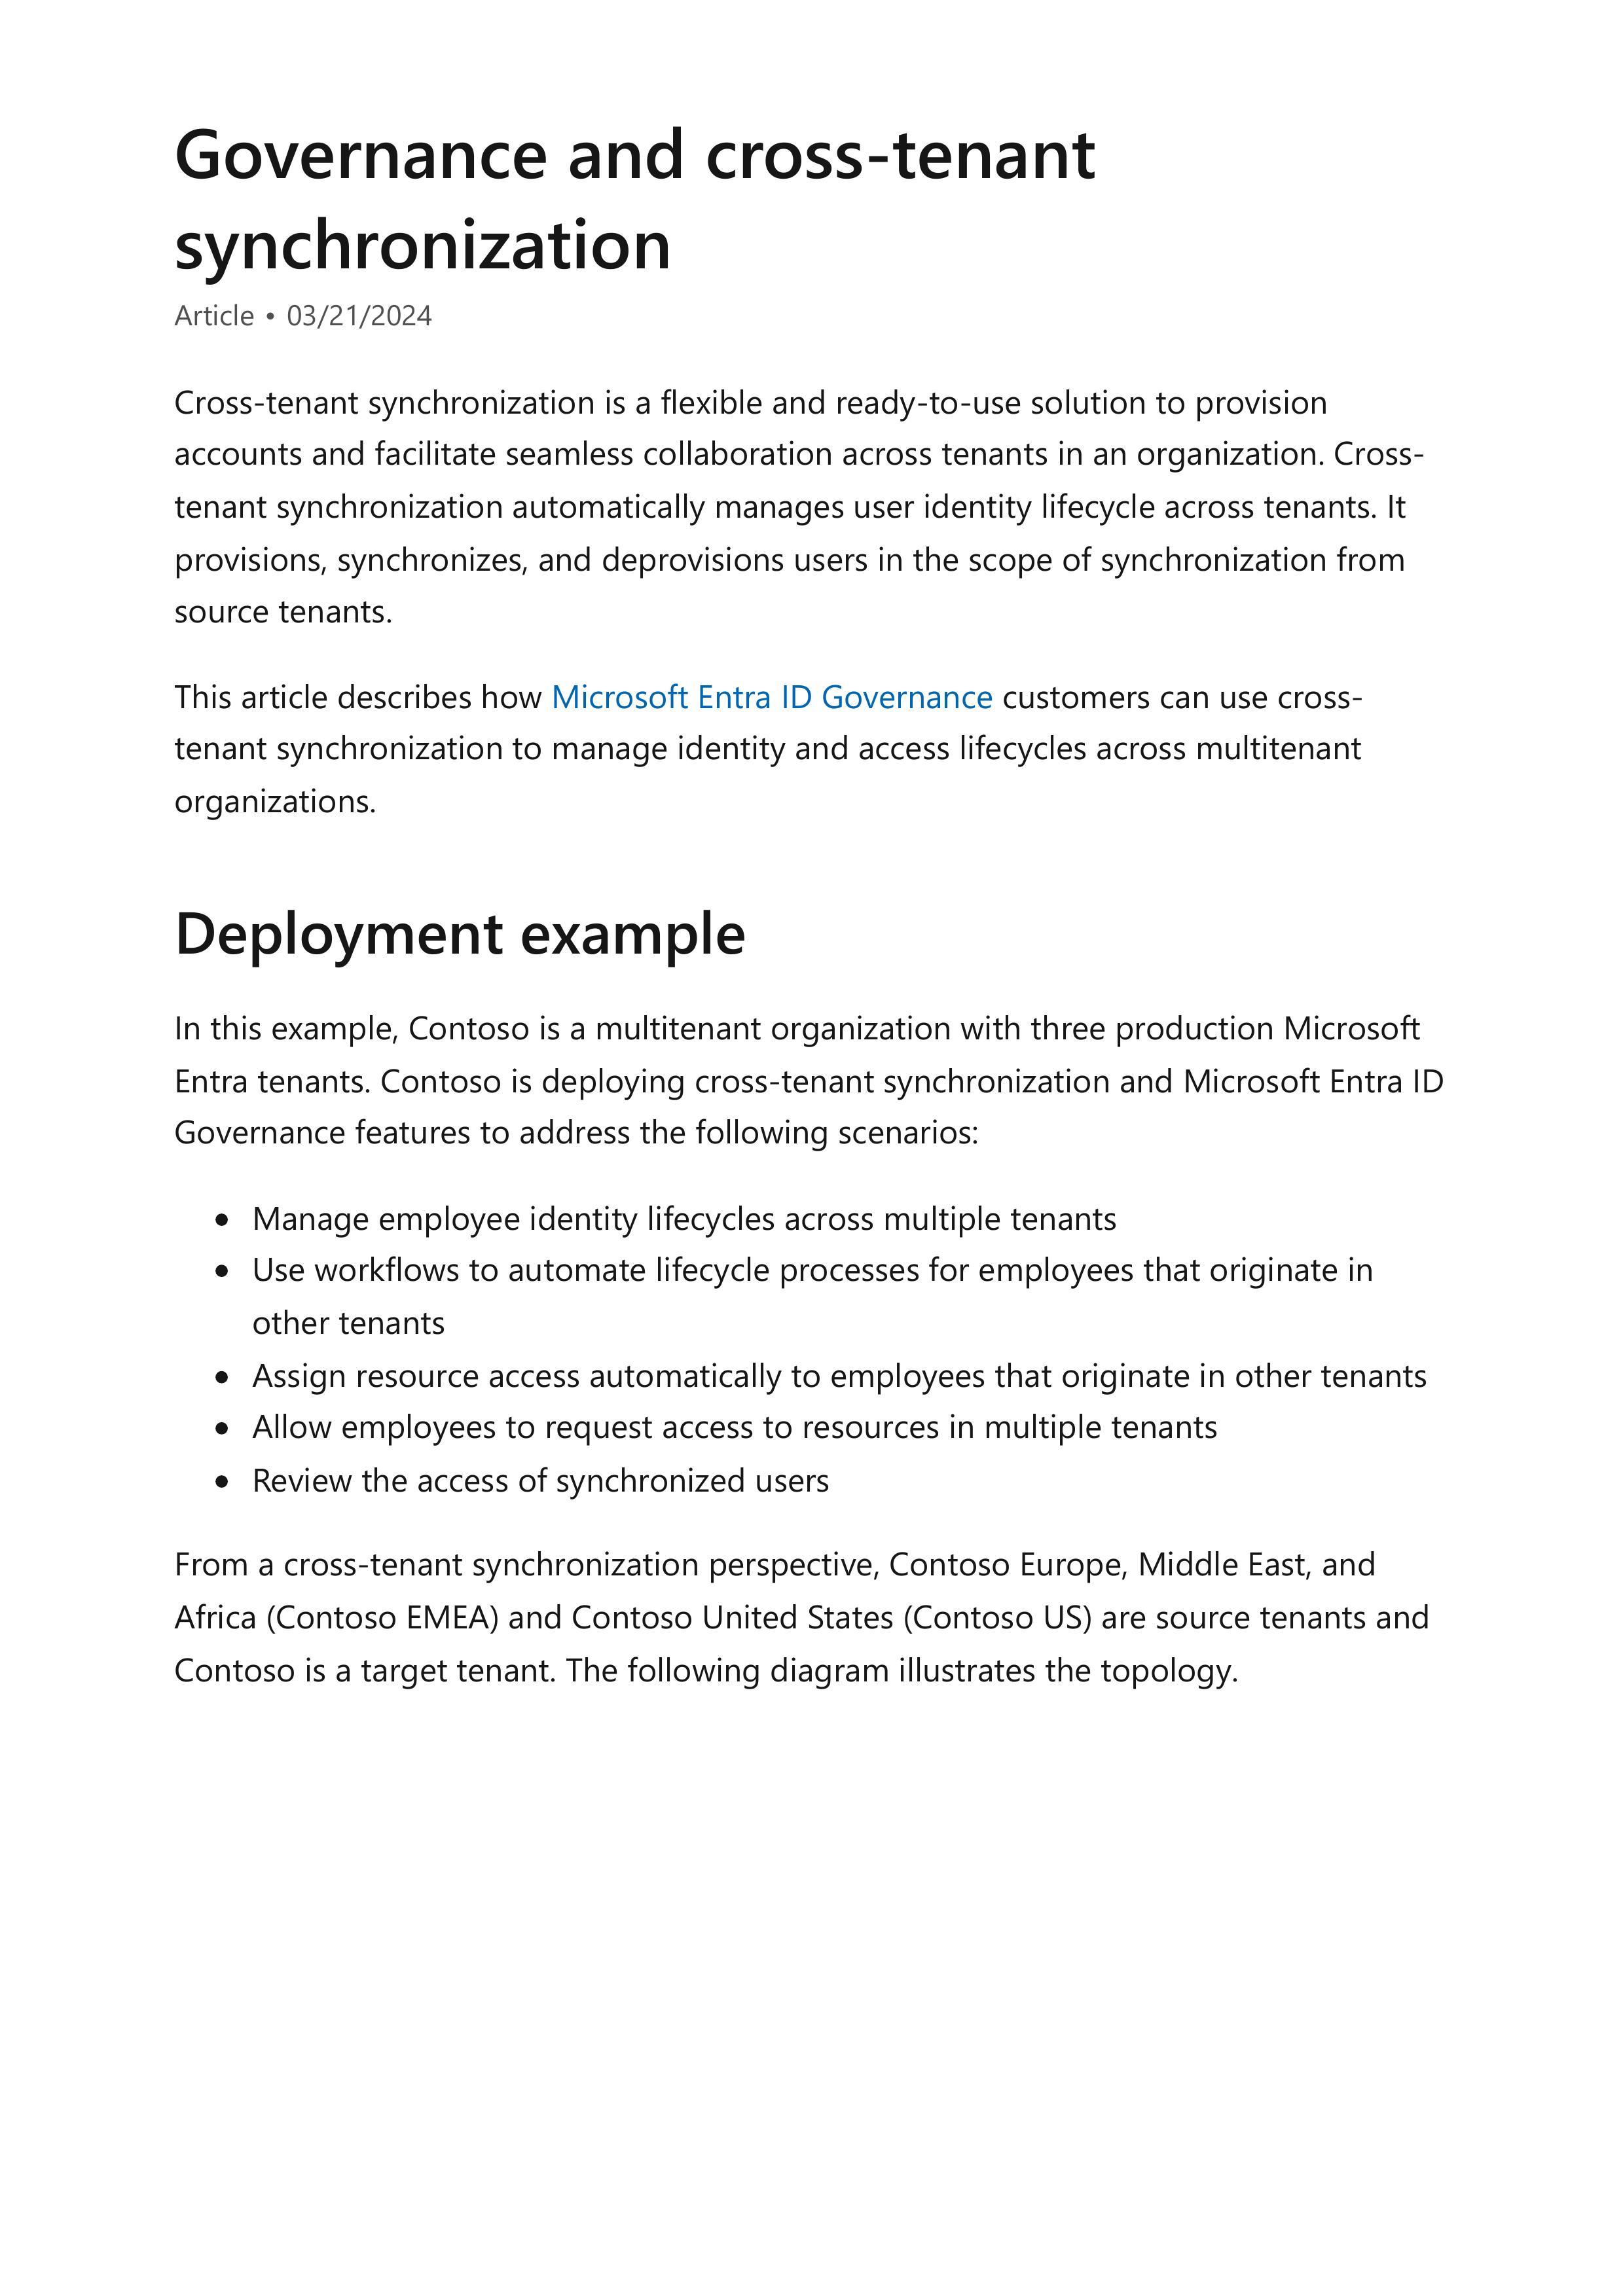 Governance and cross-tenant
synchronization
Article • 03/21/2024
Cross-tenant synchronization is a flexible and ready-to-use solution to provision
accounts and facilitate seamless collaboration across tenants in an organization. Cross-
tenant synchronization automatically manages user identity lifecycle across tenants. It
provisions, synchronizes, and deprovisions users in the scope of synchronization from
source tenants.
This article describes how Microsoft Entra ID Governance customers can use cross-
tenant synchronization to manage identity and access lifecycles across multitenant
organizations.
Deployment example
In this example, Contoso is a multitenant organization with three production Microsoft
Entra tenants. Contoso is deploying cross-tenant synchronization and Microsoft Entra ID
Governance features to address the following scenarios:
• Manage employee identity lifecycles across multiple tenants
• Use workflows to automate lifecycle processes for employees that originate in
other tenants
• Assign resource access automatically to employees that originate in other tenants
• Allow employees to request access to resources in multiple tenants
• Review the access of synchronized users
From a cross-tenant synchronization perspective, Contoso Europe, Middle East, and
Africa (Contoso EMEA) and Contoso United States (Contoso US) are source tenants and
Contoso is a target tenant. The following diagram illustrates the topology.